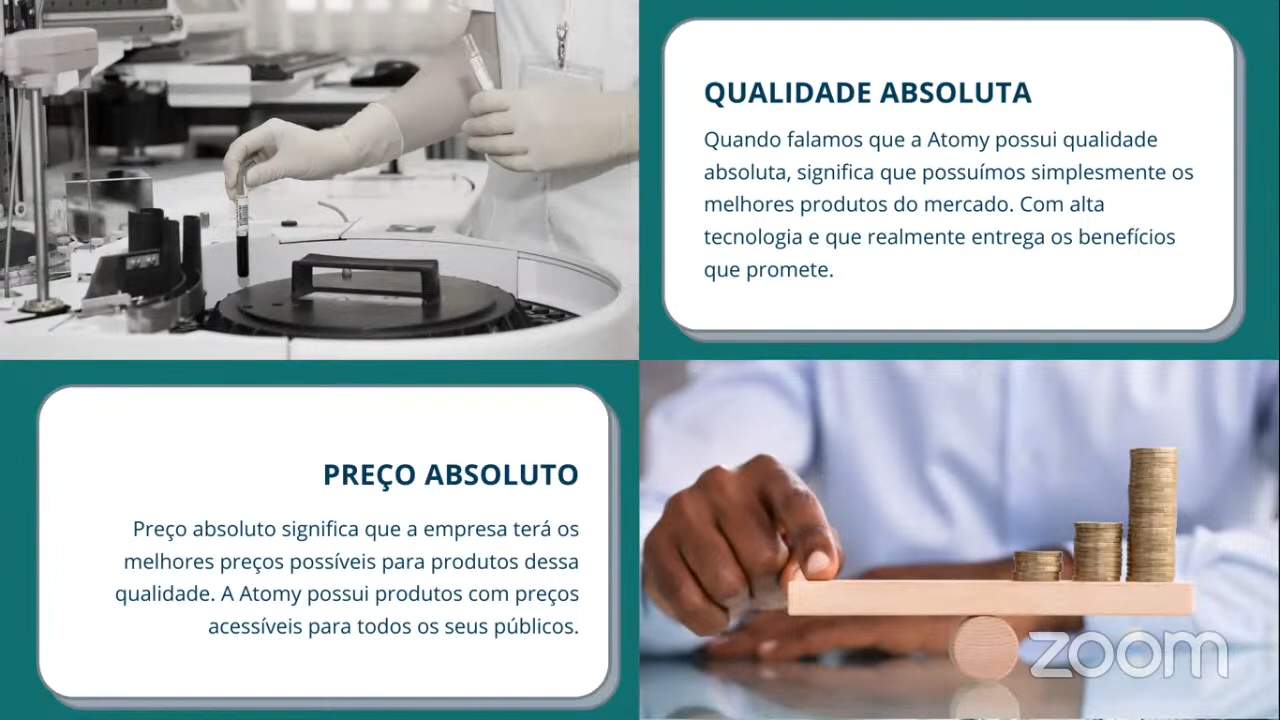 QUALIDADE ABSOLUTA
Quando falamos que a Atomy possui qualidade
absoluta, significa que possuímos simplesmente os
melhores produtos do mercado. Com alta
tecnologia e que realmente entrega os benefícios
que promete.
PREÇO ABSOLUTO
Preço absoluto significa que a empresa terá os
melhores preços possíveis para produtos dessa
qualidade. A Atomy possui produtos com preços
acessíveis para todos os seus públicos.
zoom